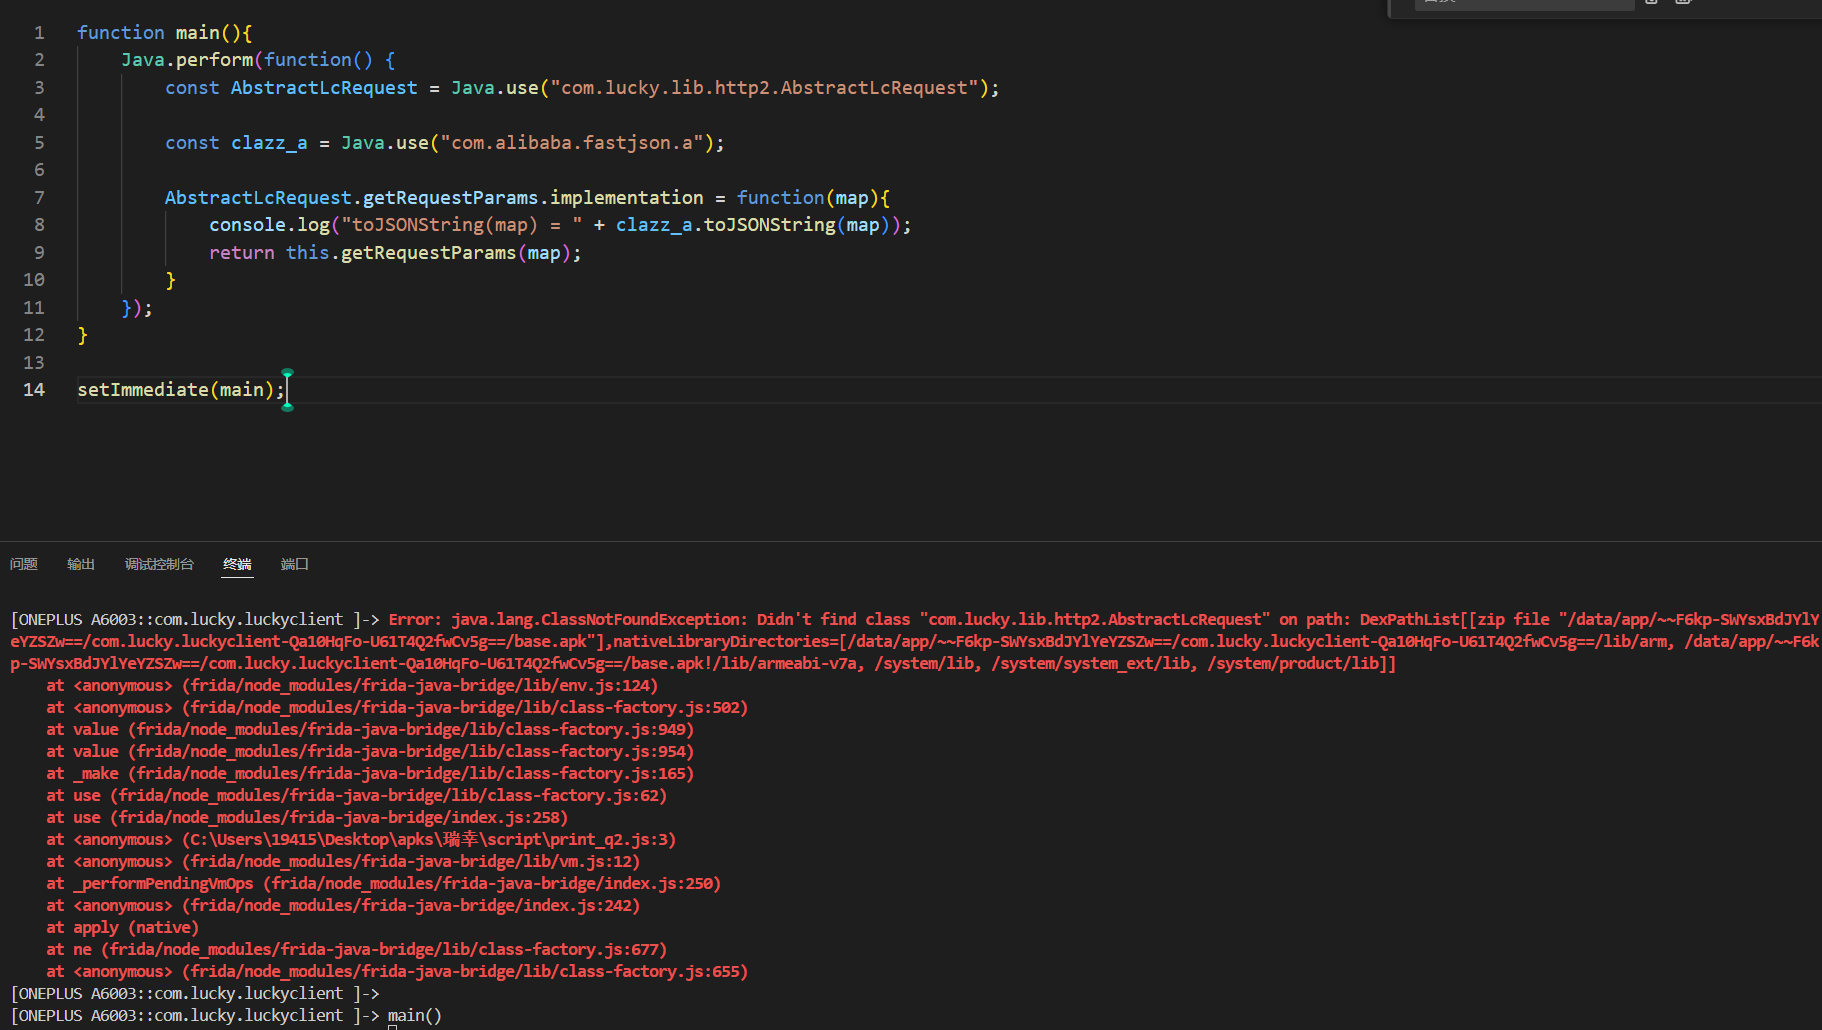 1 function main(){
2 Java.perform(function() {
3 const AbstractLcRequest = Java.use("com.lucky.lib.http2.AbstractLcRequest");
4
5 const clazz_a = Java.use("com.alibaba.fastjson.a");
6
7 AbstractLcRequest.getRequestParams.implementation = function(map){
8 console.log("toJSONString(map) = " + clazz_a.toJSONString(map));
9 return this.getRequestParams(map);
10 }
11 });
12 }
13
14 setImmediate(main);
问题 输出 调试控制台 终端 端口
[ONEPLUS A6003::com.lucky.luckyclient ]-> Error: java.lang.ClassNotFoundException: Didn't find class "com.lucky.lib.http2.AbstractLcRequest" on path: DexPathList[[zip file "/data/app/~~F6kp-SWYsxBdJYlY
eYZSZw==/com.lucky.luckyclient-Qa10HqFo-U61T4Q2fwCv5g==/base.apk"],nativeLibraryDirectories=[/data/app/~~F6kp-SWYsxBdJYlYeYZSZw==/com.lucky.luckyclient-Qa10HqFo-U61T4Q2fwCv5g==/lib/arm, /data/app/~~F6k
p-SWYsxBdJYlYeYZSZw==/com.lucky.luckyclient-Qa10HqFo-U61T4Q2fwCv5g==/base.apk!/lib/armeabi-v7a, /system/lib, /system/system_ext/lib, /system/product/lib]]
at <anonymous> (frida/node_modules/frida-java-bridge/lib/env.js:124)
at <anonymous> (frida/node_modules/frida-java-bridge/lib/class-factory.js:502)
at value (frida/node_modules/frida-java-bridge/lib/class-factory.js:949)
at value (frida/node_modules/frida-java-bridge/lib/class-factory.js:954)
at _make (frida/node_modules/frida-java-bridge/lib/class-factory.js:165)
at use (frida/node_modules/frida-java-bridge/lib/class-factory.js:62)
at use (frida/node_modules/frida-java-bridge/index.js:258)
at <anonymous> (C:\Users\19415\Desktop\apks\瑞幸\script\print_q2.js:3)
at <anonymous> (frida/node_modules/frida-java-bridge/lib/vm.js:12)
at _performPendingVmOps (frida/node_modules/frida-java-bridge/index.js:250)
at <anonymous> (frida/node_modules/frida-java-bridge/index.js:242)
at apply (native)
at ne (frida/node_modules/frida-java-bridge/lib/class-factory.js:677)
at <anonymous> (frida/node_modules/frida-java-bridge/lib/class-factory.js:655)
[ONEPLUS A6003::com.lucky.luckyclient ]->
[ONEPLUS A6003::com.lucky.luckyclient ]-> main()